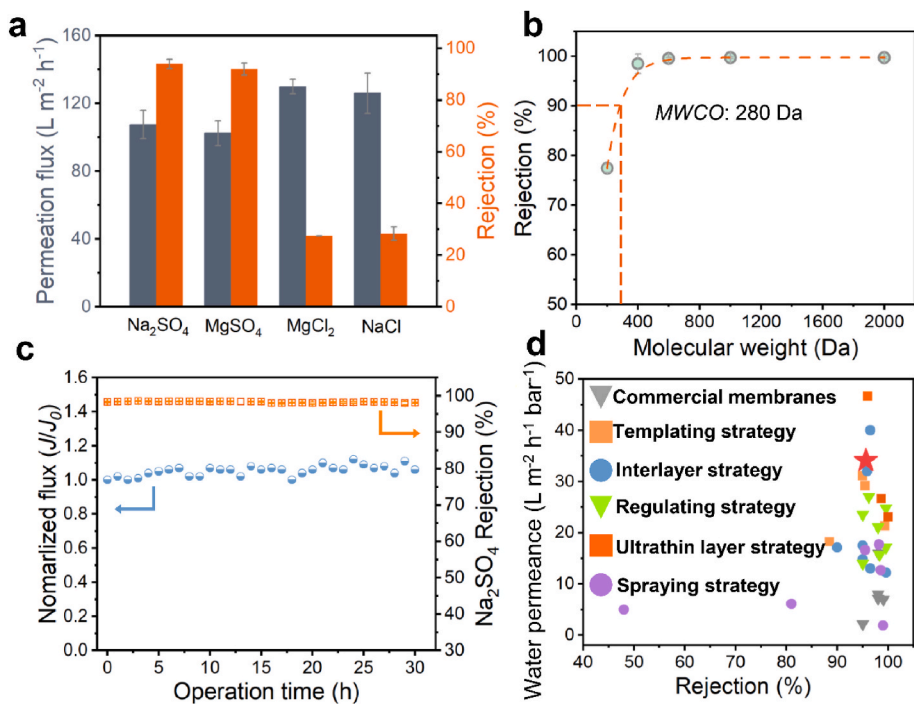 a
Permeation flux (L m⁻² h⁻¹)
160
120
80
40
0
100
80
60
40
20
0
Rejection (%)
Na₂SO₄ MgSO₄ MgCl₂ NaCl
b
Rejection (%)
100
90
80
70
60
50
MWCO: 280 Da
0 400 800 1200 1600 2000
Molecular weight (Da)
c
Nomarlized flux (J/J₀)
1.6
1.4
1.2
1.0
0.8
0.6
0.4
0.2
0.0
100
90
80
70
60
50
40
30
Na₂SO₄ Rejection (%)
0 5 10 15 20 25 30
Operation time (h)
d
Water permeance (L m⁻² h⁻¹ bar⁻¹)
50
40
30
20
10
0
Commercial membranes
Templating strategy
Interlayer strategy
Regulating strategy
Ultrathin layer strategy
Spraying strategy
40 50 60 70 80 90 100
Rejection (%)